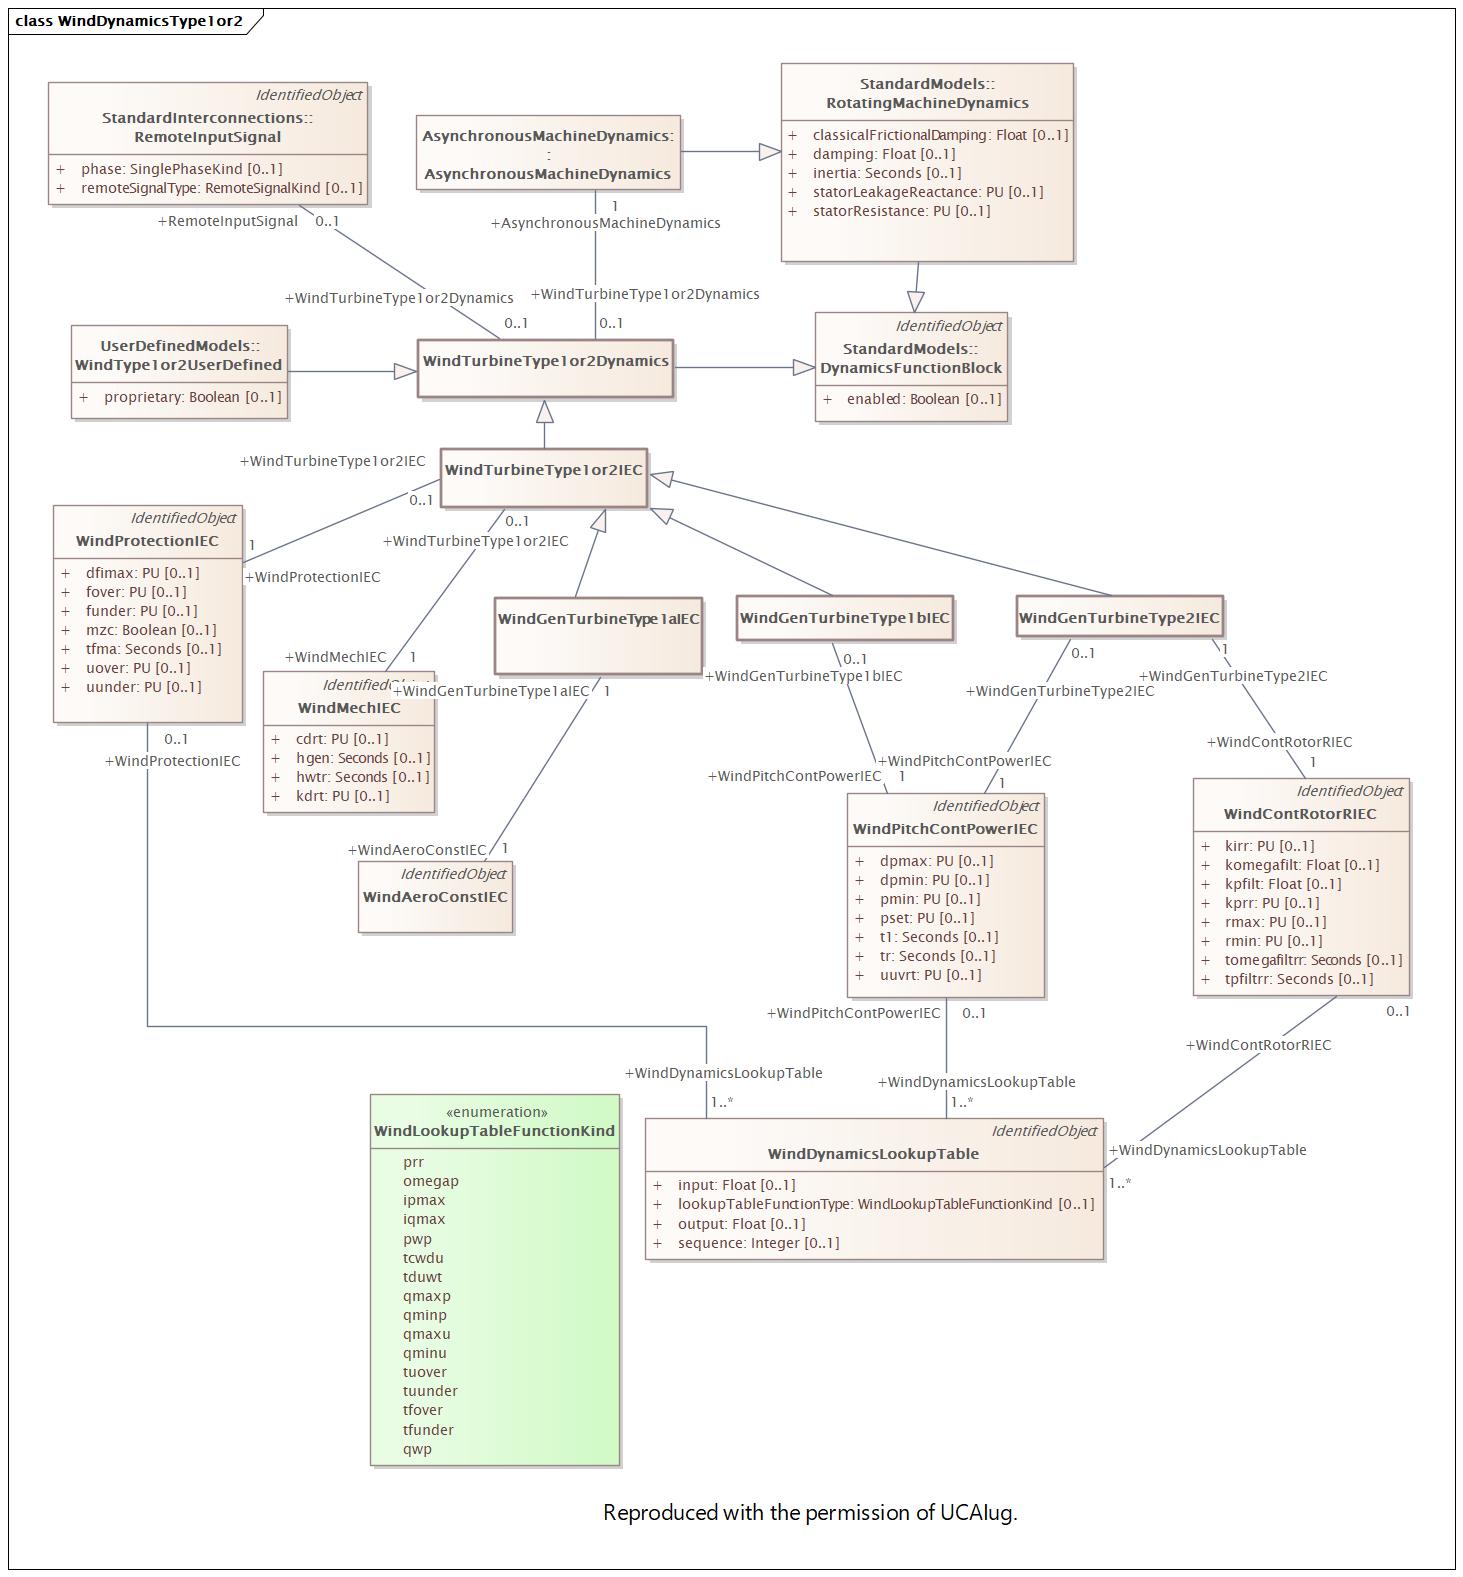 class WindDynamicsType1or2
IdentifiedObject
StandardInterconnections::
RemoteInputSignal
+ phase: SinglePhaseKind [0..1]
+ remoteSignalType: RemoteSignalKind [0..1]
AsynchronousMachineDynamics:
:
AsynchronousMachineDynamics
StandardModels::
RotatingMachineDynamics
+ classicalFrictionalDamping: Float [0..1]
+ damping: Float [0..1]
+ inertia: Seconds [0..1]
+ statorLeakageReactance: PU [0..1]
+ statorResistance: PU [0..1]
+RemoteInputSignal 0..1
1
+AsynchronousMachineDynamics
+WindTurbineType1or2Dynamics
0..1
+WindTurbineType1or2Dynamics
0..1
UserDefinedModels::
WindType1or2UserDefined
+ proprietary: Boolean [0..1]
WindTurbineType1or2Dynamics
IdentifiedObject
StandardModels::
DynamicsFunctionBlock
+ enabled: Boolean [0..1]
+WindTurbineType1or2IEC
0..1
WindTurbineType1or2IEC
0..1
+WindTurbineType1or2IEC
IdentifiedObject
WindProtectionIEC
+ dfimax: PU [0..1]
+ fover: PU [0..1]
+ funder: PU [0..1]
+ mzc: Boolean [0..1]
+ tfma: Seconds [0..1]
+ uover: PU [0..1]
+ uunder: PU [0..1]
1
+WindProtectionIEC
WindGenTurbineType1aIEC
WindGenTurbineType1bIEC
WindGenTurbineType2IEC
+WindMechIEC 1
IdentifiedObject
WindMechIEC
+ cdrt: PU [0..1]
+ hgen: Seconds [0..1]
+ hwtr: Seconds [0..1]
+ kdrt: PU [0..1]
+WindGenTurbineType1aIEC 1
0..1
+WindGenTurbineType1bIEC
0..1
+WindGenTurbineType2IEC
1
+WindGenTurbineType2IEC
0..1
+WindProtectionIEC
+WindPitchContPowerIEC 1
+WindPitchContPowerIEC
1
+WindContRotorRIEC
1
+WindAeroConstIEC 1
IdentifiedObject
WindAeroConstIEC
IdentifiedObject
WindPitchContPowerIEC
+ dpmax: PU [0..1]
+ dpmin: PU [0..1]
+ pmin: PU [0..1]
+ pset: PU [0..1]
+ t1: Seconds [0..1]
+ tr: Seconds [0..1]
+ uuvrt: PU [0..1]
IdentifiedObject
WindContRotorRIEC
+ kirr: PU [0..1]
+ komegafilt: Float [0..1]
+ kpfilt: Float [0..1]
+ kprr: PU [0..1]
+ rmax: PU [0..1]
+ rmin: PU [0..1]
+ tomegafiltrr: Seconds [0..1]
+ tpfiltrr: Seconds [0..1]
+WindPitchContPowerIEC 0..1
0..1
+WindContRotorRIEC
+WindDynamicsLookupTable
1..*
+WindDynamicsLookupTable
1..*
+WindDynamicsLookupTable
1..*
IdentifiedObject
WindDynamicsLookupTable
+ input: Float [0..1]
+ lookupTableFunctionType: WindLookupTableFunctionKind [0..1]
+ output: Float [0..1]
+ sequence: Integer [0..1]
«enumeration»
WindLookupTableFunctionKind
prr
omegap
ipmax
iqmax
pwp
tcwdu
tduwt
qmaxp
qminp
qmaxu
qminu
tuover
tuunder
tfover
tfunder
qwp
Reproduced with the permission of UCAIug.